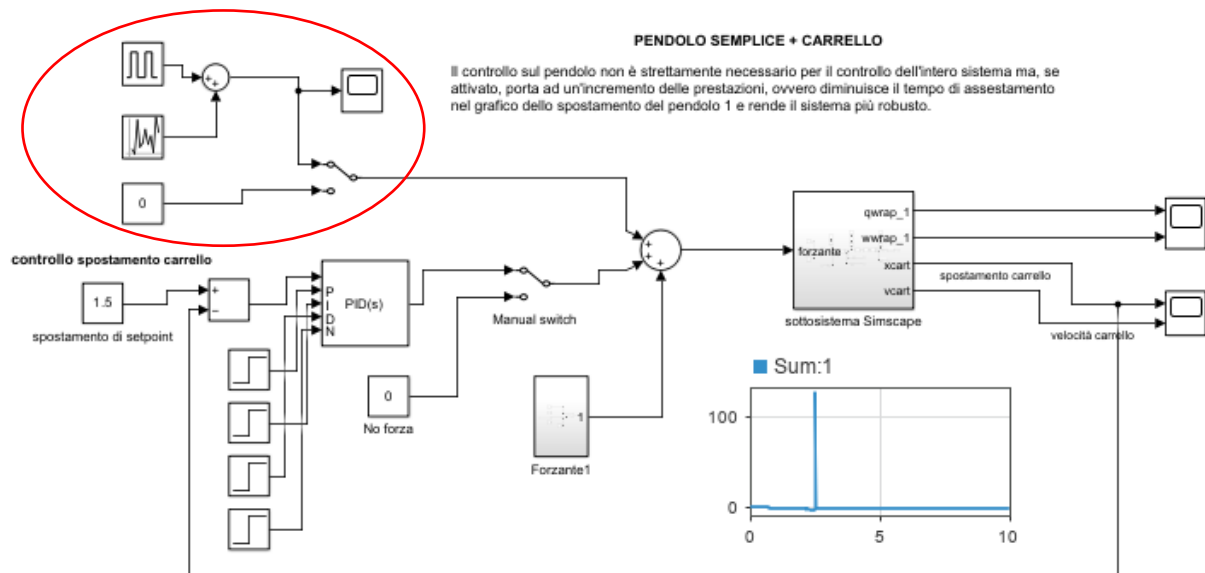 PENDOLO SEMPLICE + CARRELLO
Il controllo sul pendolo non è strettamente necessario per il controllo dell'intero sistema ma, se
attivato, porta ad un'incremento delle prestazioni, ovvero diminuisce il tempo di assestamento
nel grafico dello spostamento del pendolo 1 e rende il sistema più robusto.
0
controllo spostamento carrello
1.5
spostamento di setpoint
PID(s)
P
I
D
N
Manual switch
0
No forza
1
Forzante1
forzante
qwrap_1
wwrap_1
xcart
vcart
sottosistema Simscape
spostamento carrello
velocità carrello
Sum:1
100
0
0
5
10